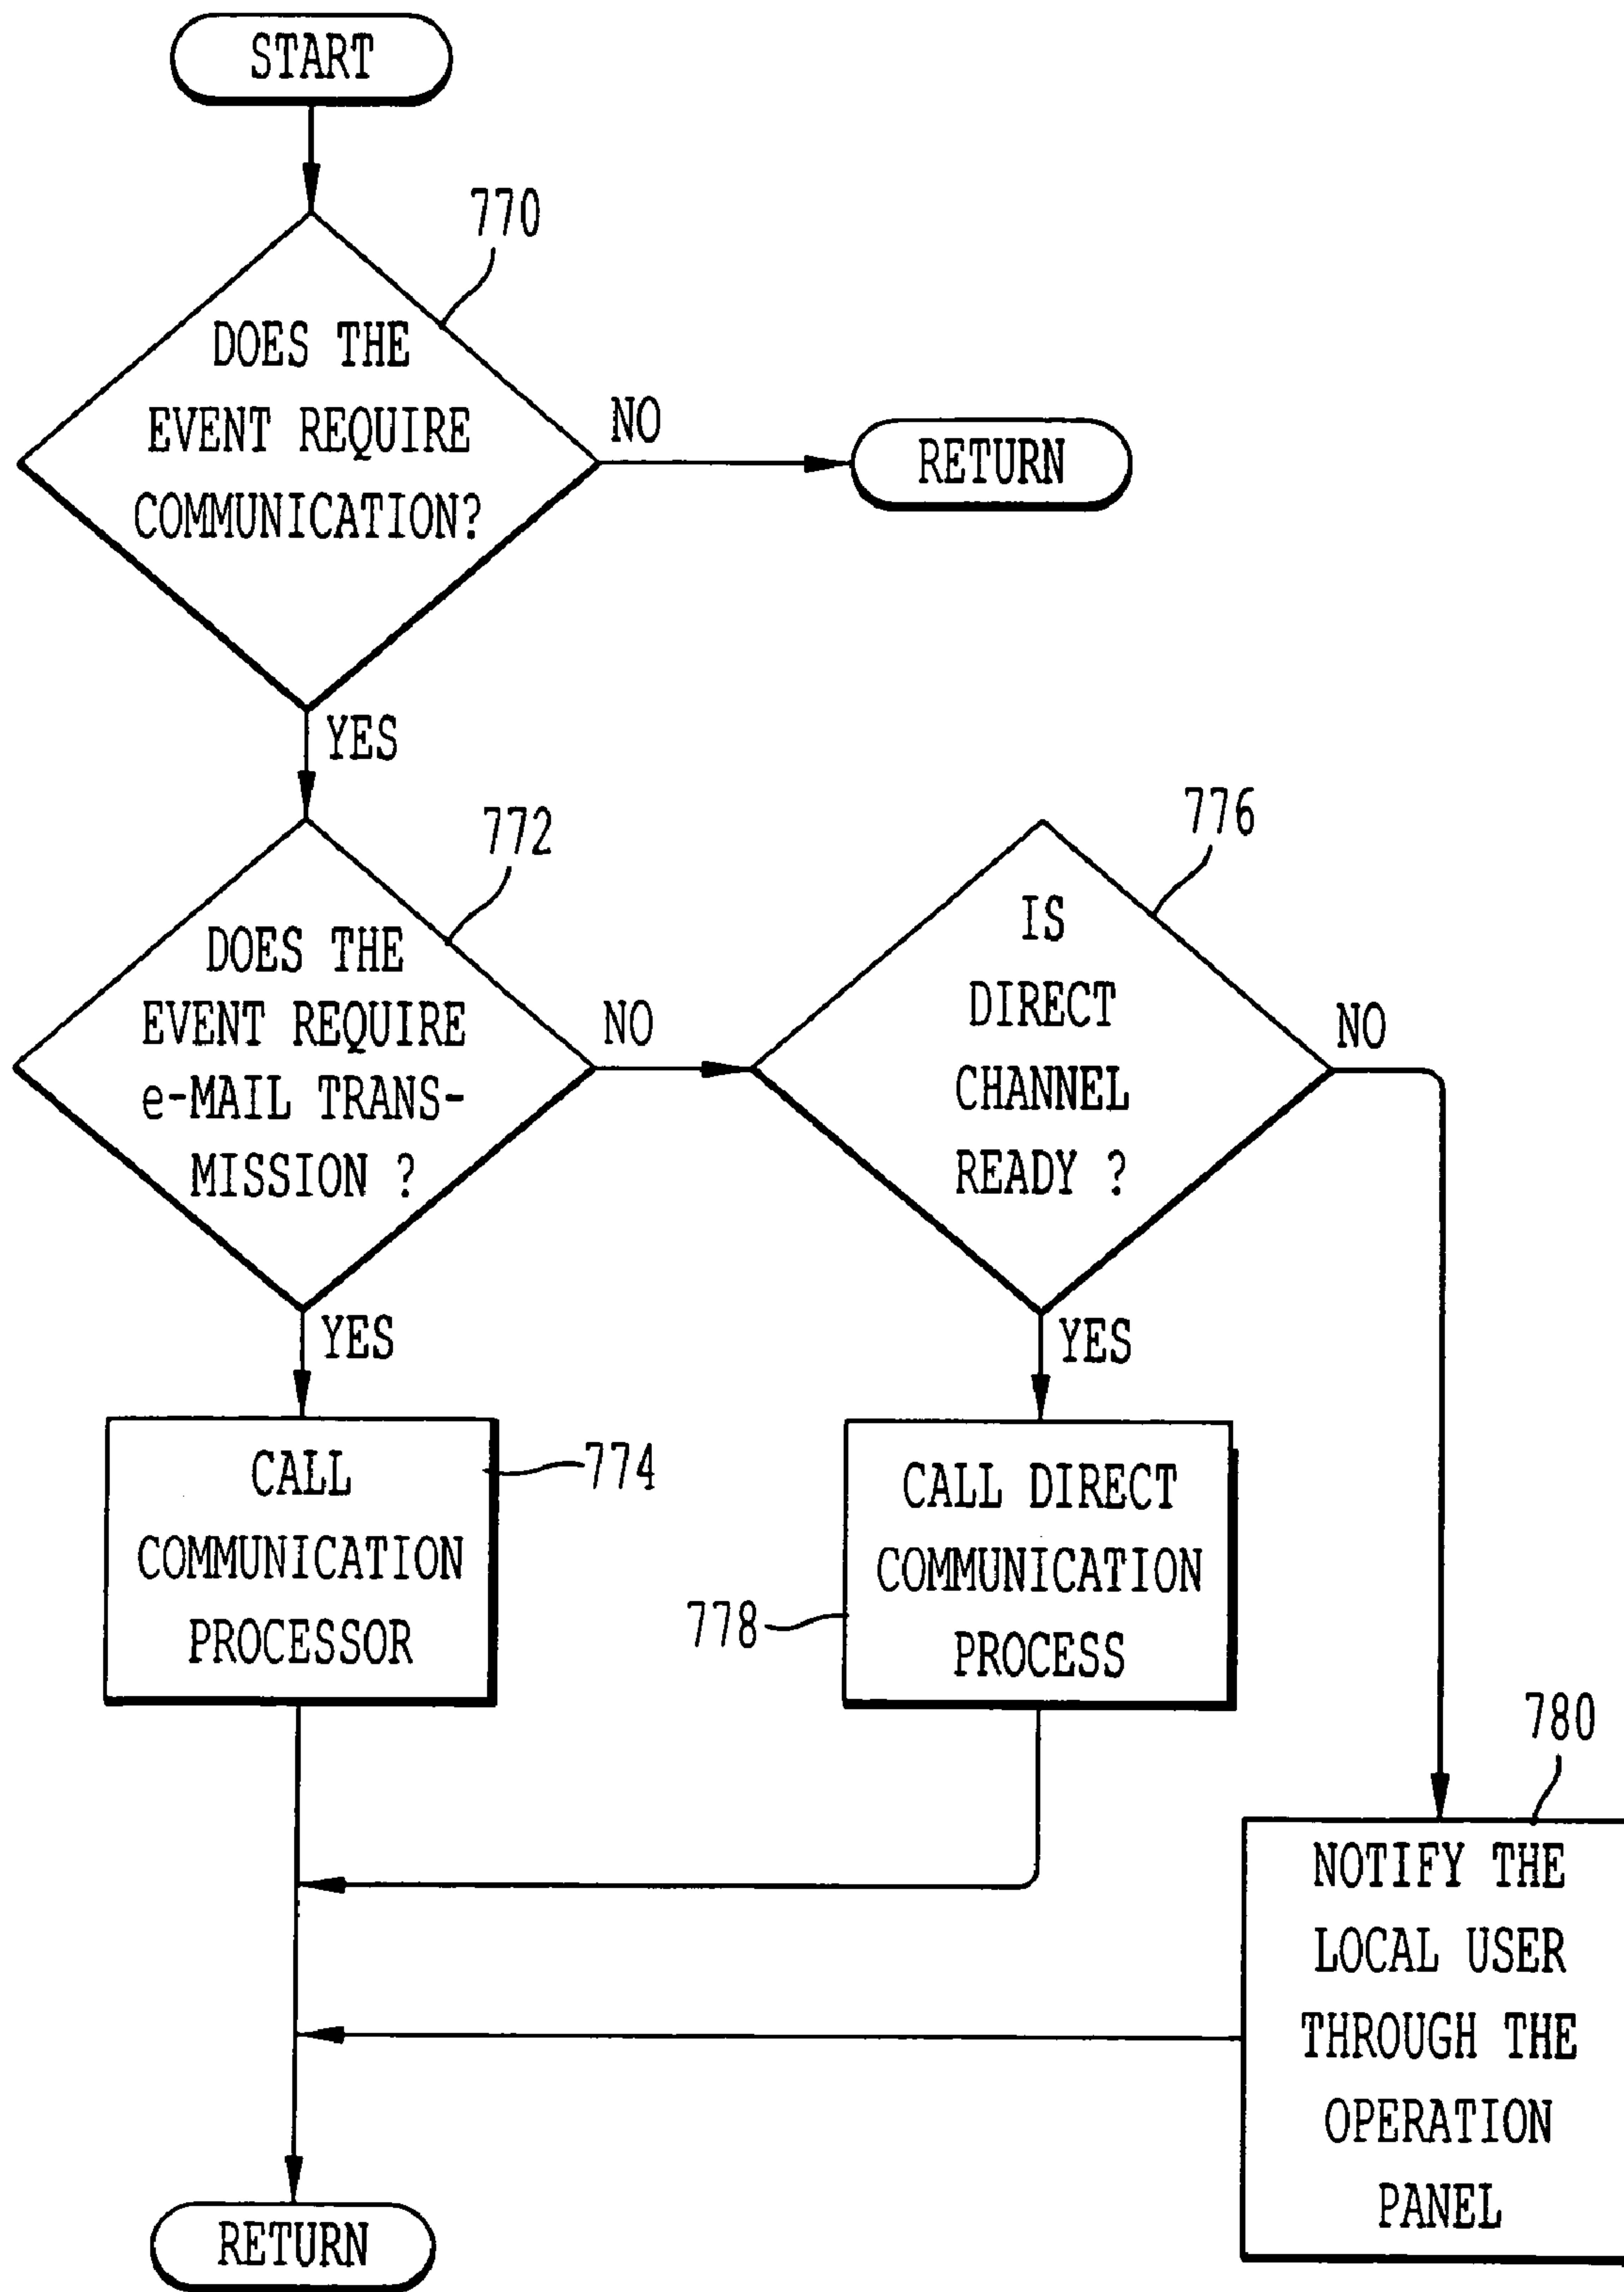 START
770
DOES THE
EVENT REQUIRE
COMMUNICATION?
NO
RETURN
YES
772
DOES THE
EVENT REQUIRE
e-MAIL TRANS-
MISSION ?
NO
776
IS
DIRECT
CHANNEL
READY ?
NO
YES
YES
CALL
COMMUNICATION
PROCESSOR
774
CALL DIRECT
COMMUNICATION
PROCESS
778
780
NOTIFY THE
LOCAL USER
THROUGH THE
OPERATION
PANEL
RETURN